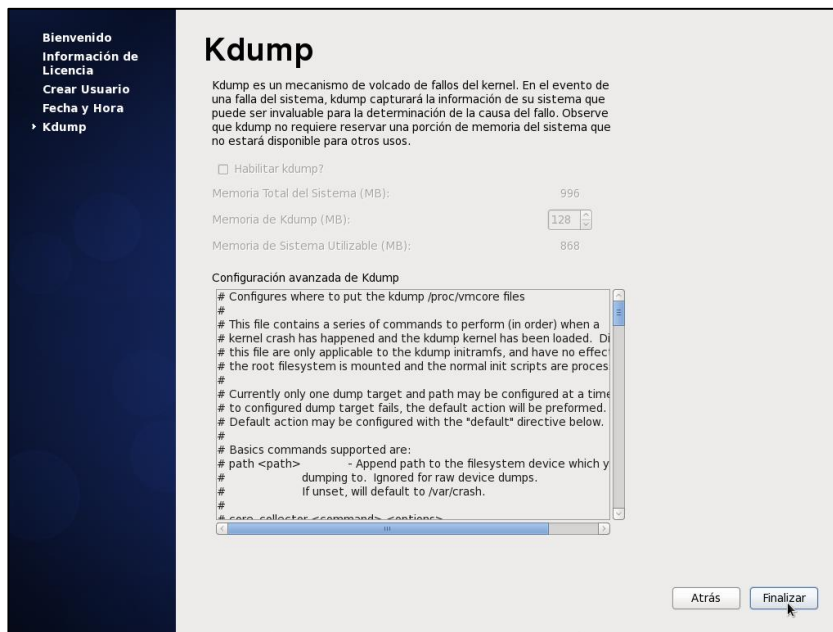 Bienvenido
Información de
Licencia
Crear Usuario
Fecha y Hora
Kdump
Kdump
Kdump es un mecanismo de volcado de fallos del kernel. En el evento de
una falla del sistema, kdump capturará la información de su sistema que
puede ser invaluable para la determinación de la causa del fallo. Observe
que kdump no requiere reservar una porción de memoria del sistema que
no estará disponible para otros usos.
Habilitar kdump?
Memoria Total del Sistema (MB): 996
Memoria de Kdump (MB): 128
Memoria de Sistema Utilizable (MB): 868
Configuración avanzada de Kdump
# Configures where to put the kdump /proc/vmcore files
#
# This file contains a series of commands to perform (in order) when a
# kernel crash has happened and the kdump kernel has been loaded. Di
# this file are only applicable to the kdump initramfs, and have no effec
# the root filesystem is mounted and the normal init scripts are proces
#
# Currently only one dump target and path may be configured at a time
# to configured dump target fails, the default action will be preformed.
# Default action may be configured with the "default" directive below.
#
# Basics commands supported are:
# path <path> - Append path to the filesystem device which y
# dumping to. Ignored for raw device dumps.
# If unset, will default to /var/crash.
#
# core_collector <command> <options>
Atrás
Finalizar